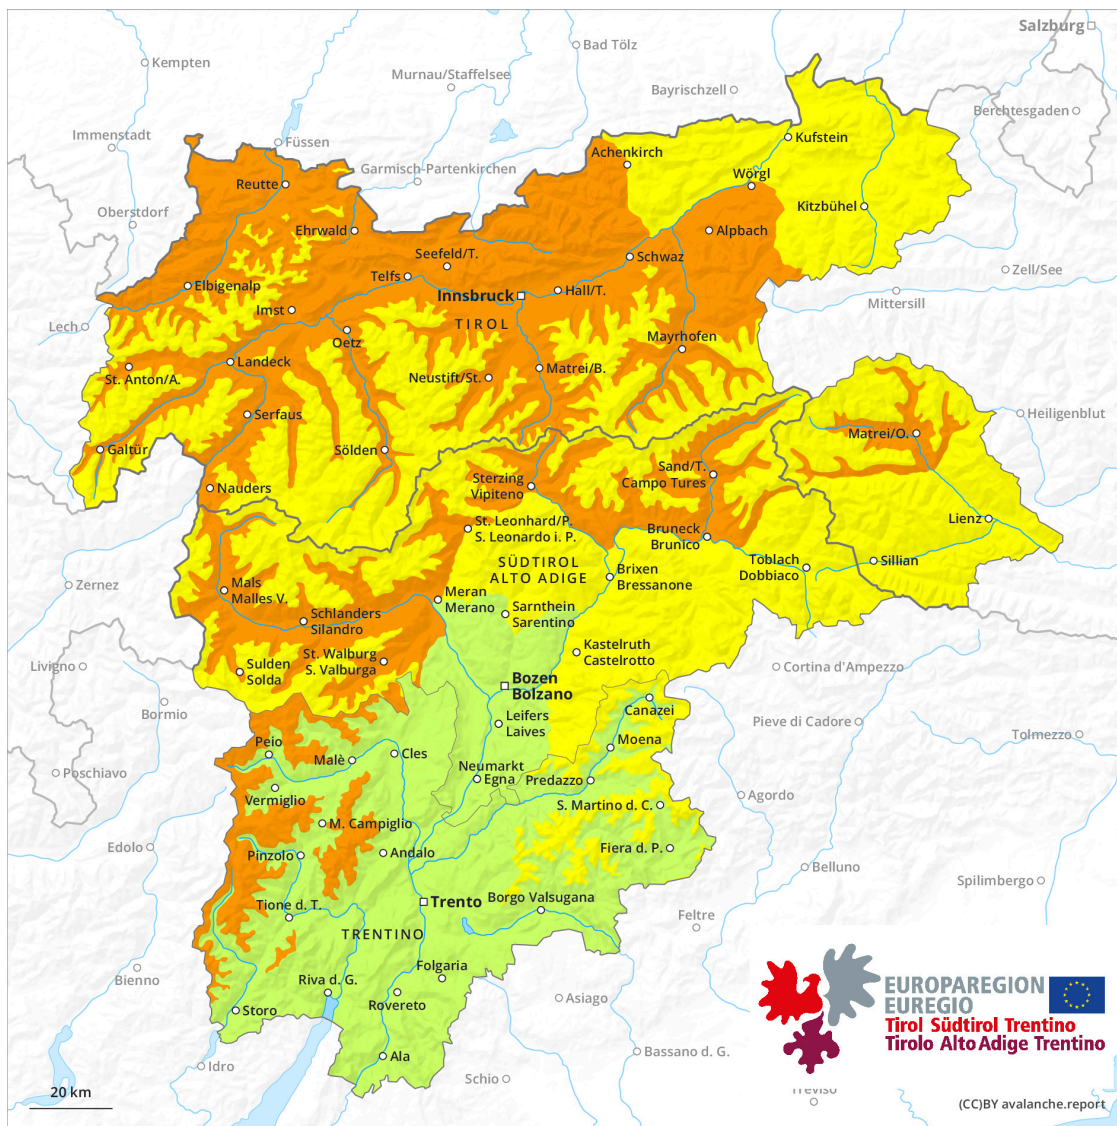 Salzburg
Bad Tölz
Kempten
Murnau/Staffelsee
Bayrischzell
Berchtesgaden
Immenstadt
Füssen
Kufstein
Achenkirch
Garmisch-Partenkirchen
Wörgl
Reutte
Kitzbühel
Oberstdorf
Ehrwald
Alpbach
Seefeld/T.
Schwaz
Zell/See
Telfs
Elbigenalp
Hall/T.
Innsbruck
Mittersill
Imst
TIROL
Lech
Oetz
Mayrhofen
Landeck
Matrei/B.
St. Anton/A.
Neustift/St.
Serfaus
Heiligenblut
Matrei/O.
Galtür
Sölden
Sand/T.
Campo Tures
Sterzing
Vipiteno
Nauders
Lienz
St. Leonhard/P.
S. Leonardo i. P.
Bruneck
Brunico
SÜDTIROL
ALTO ADIGE
Toblach
Dobbiaco
Sillian
Brixen
Bressanone
Zernez
Mals
Malles V.
Meran
Merano
Sarnthein
Sarentino
Schlanders
Silandro
Kastelruth
Castelrotto
St. Walburg
S. Valburga
Livigno
Sulden
Solda
Cortina d'Ampezzo
Bozen
Bolzano
Canazei
Bormio
Leifers
Laives
Pieve di Cadore
Tolmezzo
Moena
Peio
Cles
Malè
Neumarkt
Egna
Predazzo
Poschiavo
Vermiglio
Agordo
S. Martino d. C.
M. Campiglio
Edolo
Fiera d. P.
Pinzolo
Andalo
Belluno
Spilimbergo
Tione d. T.
Trento
Borgo Valsugana
Feltre
TRENTINO
Folgaria
Bienno
Riva d. G.
Rovereto
Asiago
Storo
EUROPAREGION
EUREGIO
Tirol Südtirol Trentino
Tirolo Alto Adige Trentino
Ala
Bassano d. G.
Idro
Schio
Treviso
20 km
(CC)BY avalanche.report